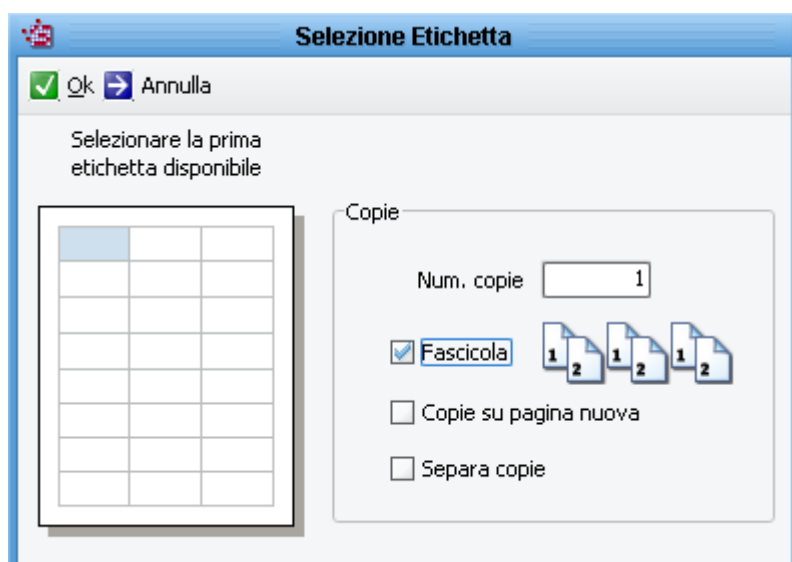 Selezione Etichetta
Ok Annulla
Selezionare la prima
etichetta disponibile
Copie
Num. copie 1
Fascicola 1 2 1 2 1 2
Copie su pagina nuova
Separa copie